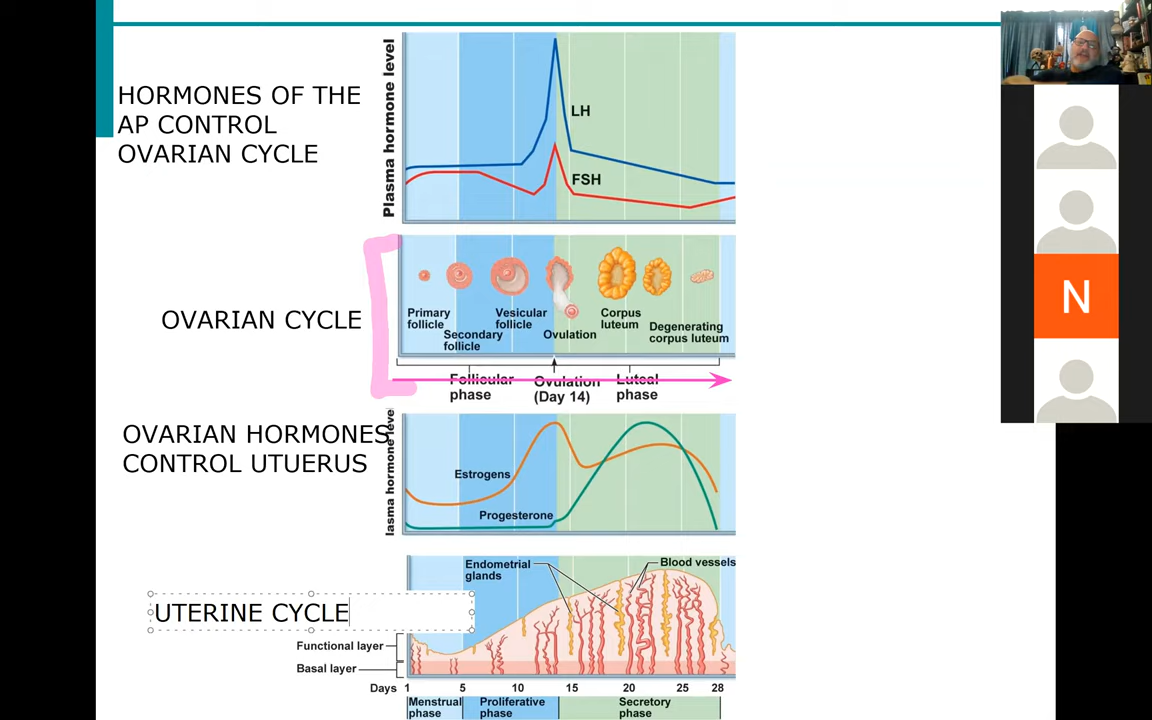 HORMONES OF THE
AP CONTROL
OVARIAN CYCLE
Plasma hormone level
LH
FSH
OVARIAN CYCLE
Primary
follicle
Secondary
follicle
Vesicular
follicle
Ovulation
Corpus
luteum
Degenerating
corpus luteum
Follicular
phase
Ovulation
(Day 14)
Luteal
phase
OVARIAN HORMONES
CONTROL UTUERUS
lasma hormone leve
Estrogens
Progesterone
Endometrial
glands
Blood vessels
UTERINE CYCLE
Functional layer
Basal layer
Days 1 5 10 15 20 25 28
Menstrual
phase
Proliferative
phase
Secretory
phase
N